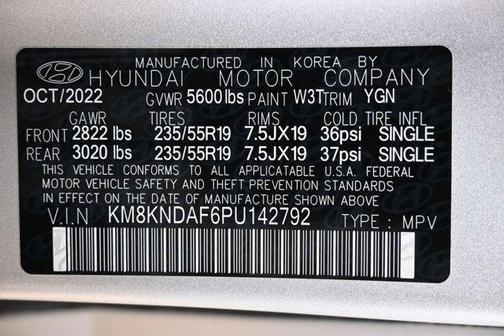 MANUFACTURED IN KOREA BY
HYUNDAI MOTOR COMPANY
OCT/2022 GVWR 5600lbs PAINT W3T TRIM YGN
GAWR TIRES RIMS COLD TIRE INFL
FRONT 2822 lbs 235/55R19 7.5JX19 36psi SINGLE
REAR 3020 lbs 235/55R19 7.5JX19 37psi SINGLE
THIS VEHICLE CONFORMS TO ALL APPLICATABLE U.S.A. FEDERAL
MOTOR VEHICLE SAFETY, BUMPER, AND THEFT PREVENTION STANDARDS
IN EFFECT ON THE DATE OF MANUFACTURE SHOWN ABOVE
V.I.N KM8KNDAF6PU142792 TYPE : MPV